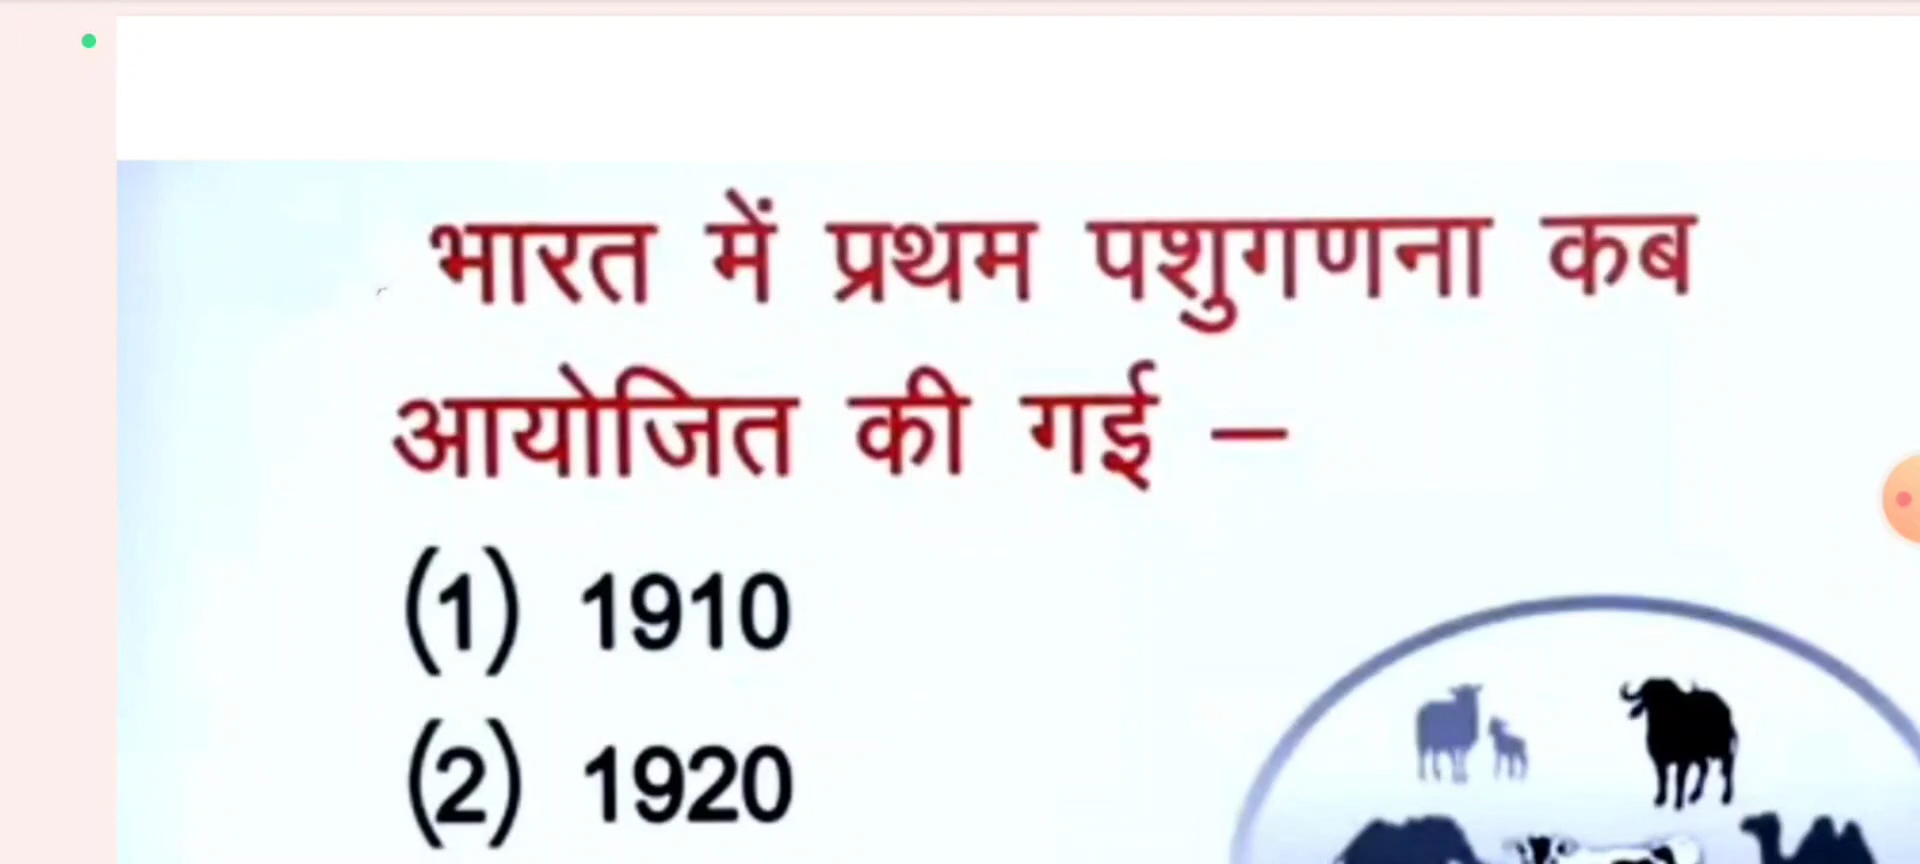 भारत में प्रथम पशुगणना कब
आयोजित की गई –
(1) 1910
(2) 1920